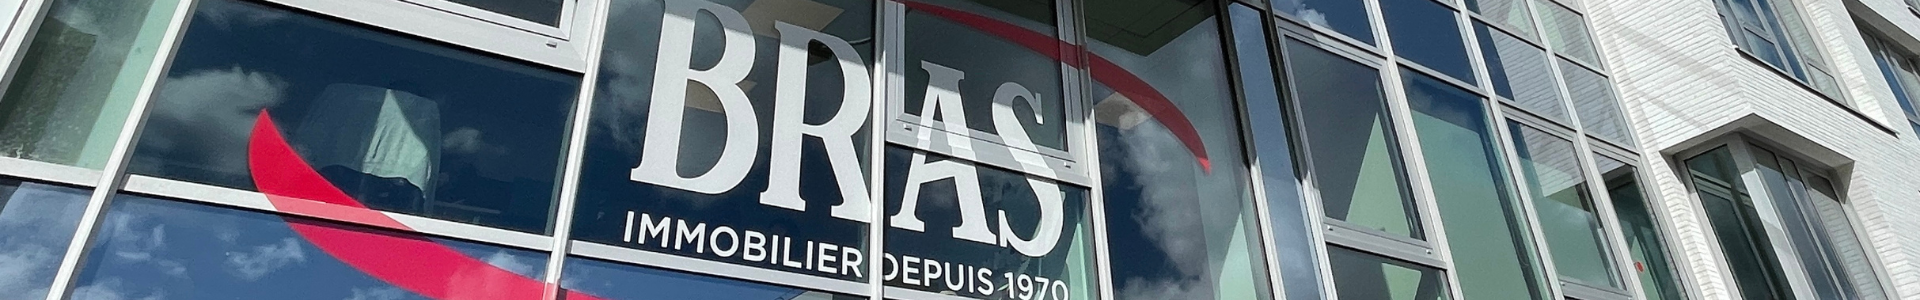 BRAS
IMMOBILIER DEPUIS 1970